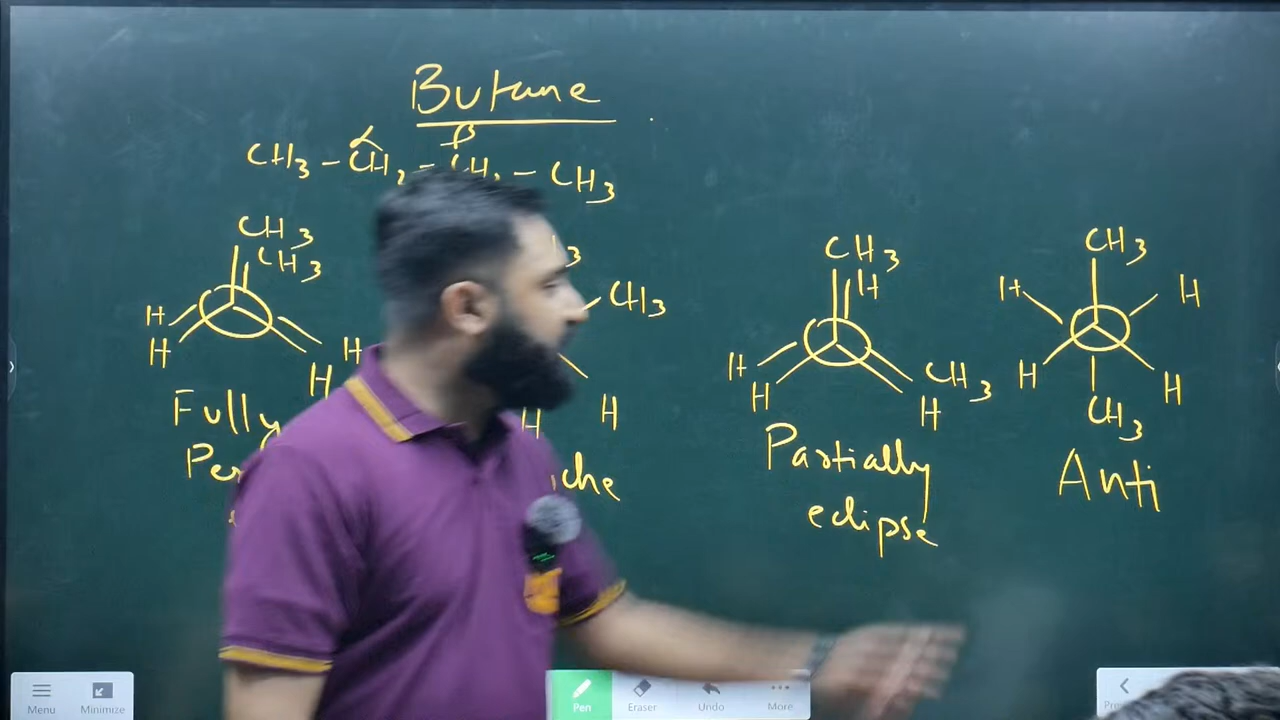 Butane
CH3 - CH2 - CH2 - CH3
α β
CH3
CH3
H
H
H
H
Fully
3
CH3
H
H
CH3
H
H
H
CH3
H
Partially
eclipse
CH3
H
H
H
H
CH3
Anti
Menu
Minimize
Pen
Eraser
Undo
More